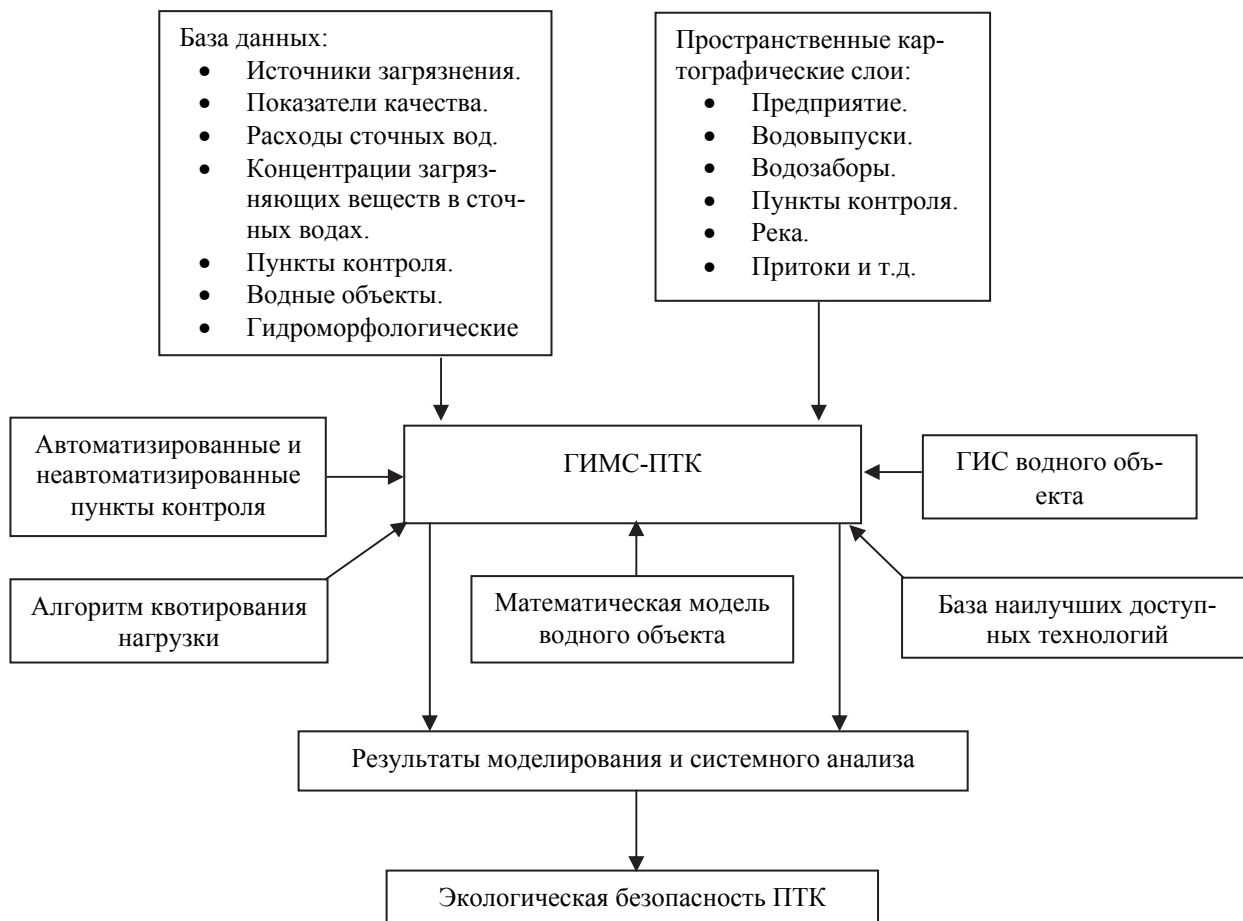 База данных:
• Источники загрязнения.
• Показатели качества.
• Расходы сточных вод.
• Концентрации загряз-
няющих веществ в сточ-
ных водах.
• Пункты контроля.
• Водные объекты.
• Гидроморфологические
Пространственные кар-
тографические слои:
• Предприятие.
• Водовыпуски.
• Водозаборы.
• Пункты контроля.
• Река.
• Притоки и т.д.
Автоматизированные и
неавтоматизированные
пункты контроля
ГИМС-ПТК
ГИС водного объ-
екта
Алгоритм квотирования
нагрузки
Математическая модель
водного объекта
База наилучших доступ-
ных технологий
Результаты моделирования и системного анализа
Экологическая безопасность ПТК